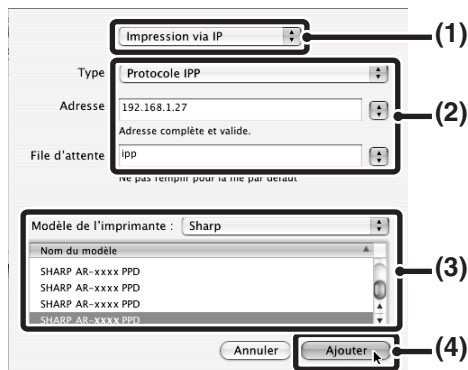 Impression via IP
(1)
Type Protocole IPP
Adresse 192.168.1.27
(2)
Adresse complète et valide.
File d'attente ipp
Ne pas remplir pour la file par défaut
Modèle de l'imprimante : Sharp
Nom du modèle
SHARP AR-xxxx PPD
SHARP AR-xxxx PPD
(3)
SHARP AR-xxxx PPD
SHARP AR-xxxx PPD
Annuler Ajouter
(4)